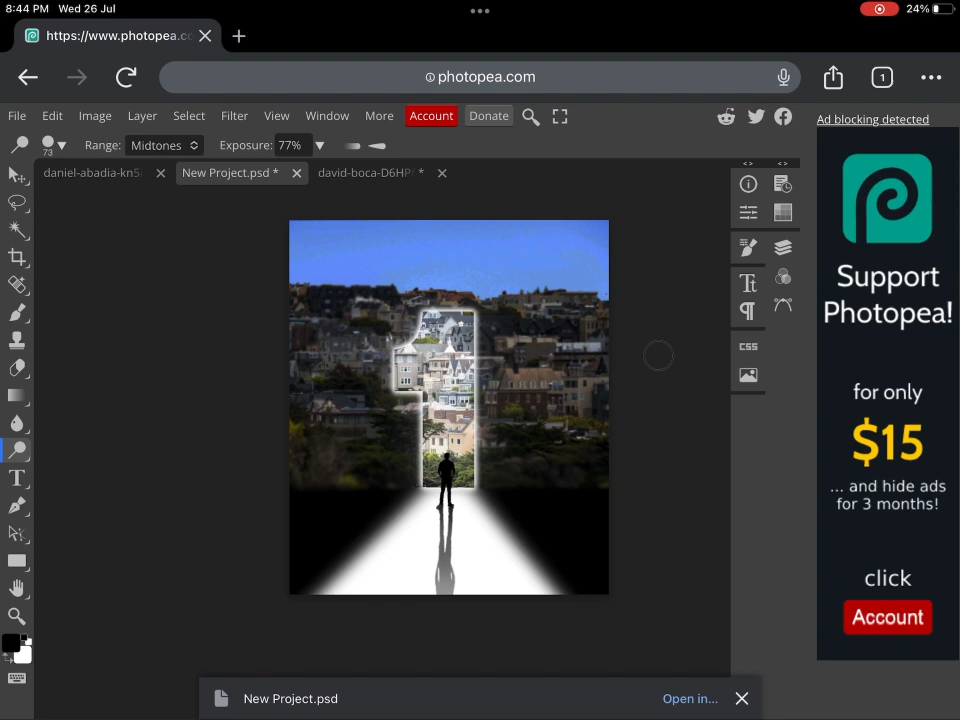 8:44 PM Wed 26 Jul
24%
https://www.photopea.co
photopea.com
1
File Edit Image Layer Select Filter View Window More Account Donate
Ad blocking detected
73 Range: Midtones Exposure: 77%
daniel-abadia-kn5 New Project.psd * david-boca-D6HP *
CSS
Support
Photopea!
for only
$15
... and hide ads
for 3 months!
click
Account
New Project.psd Open in...